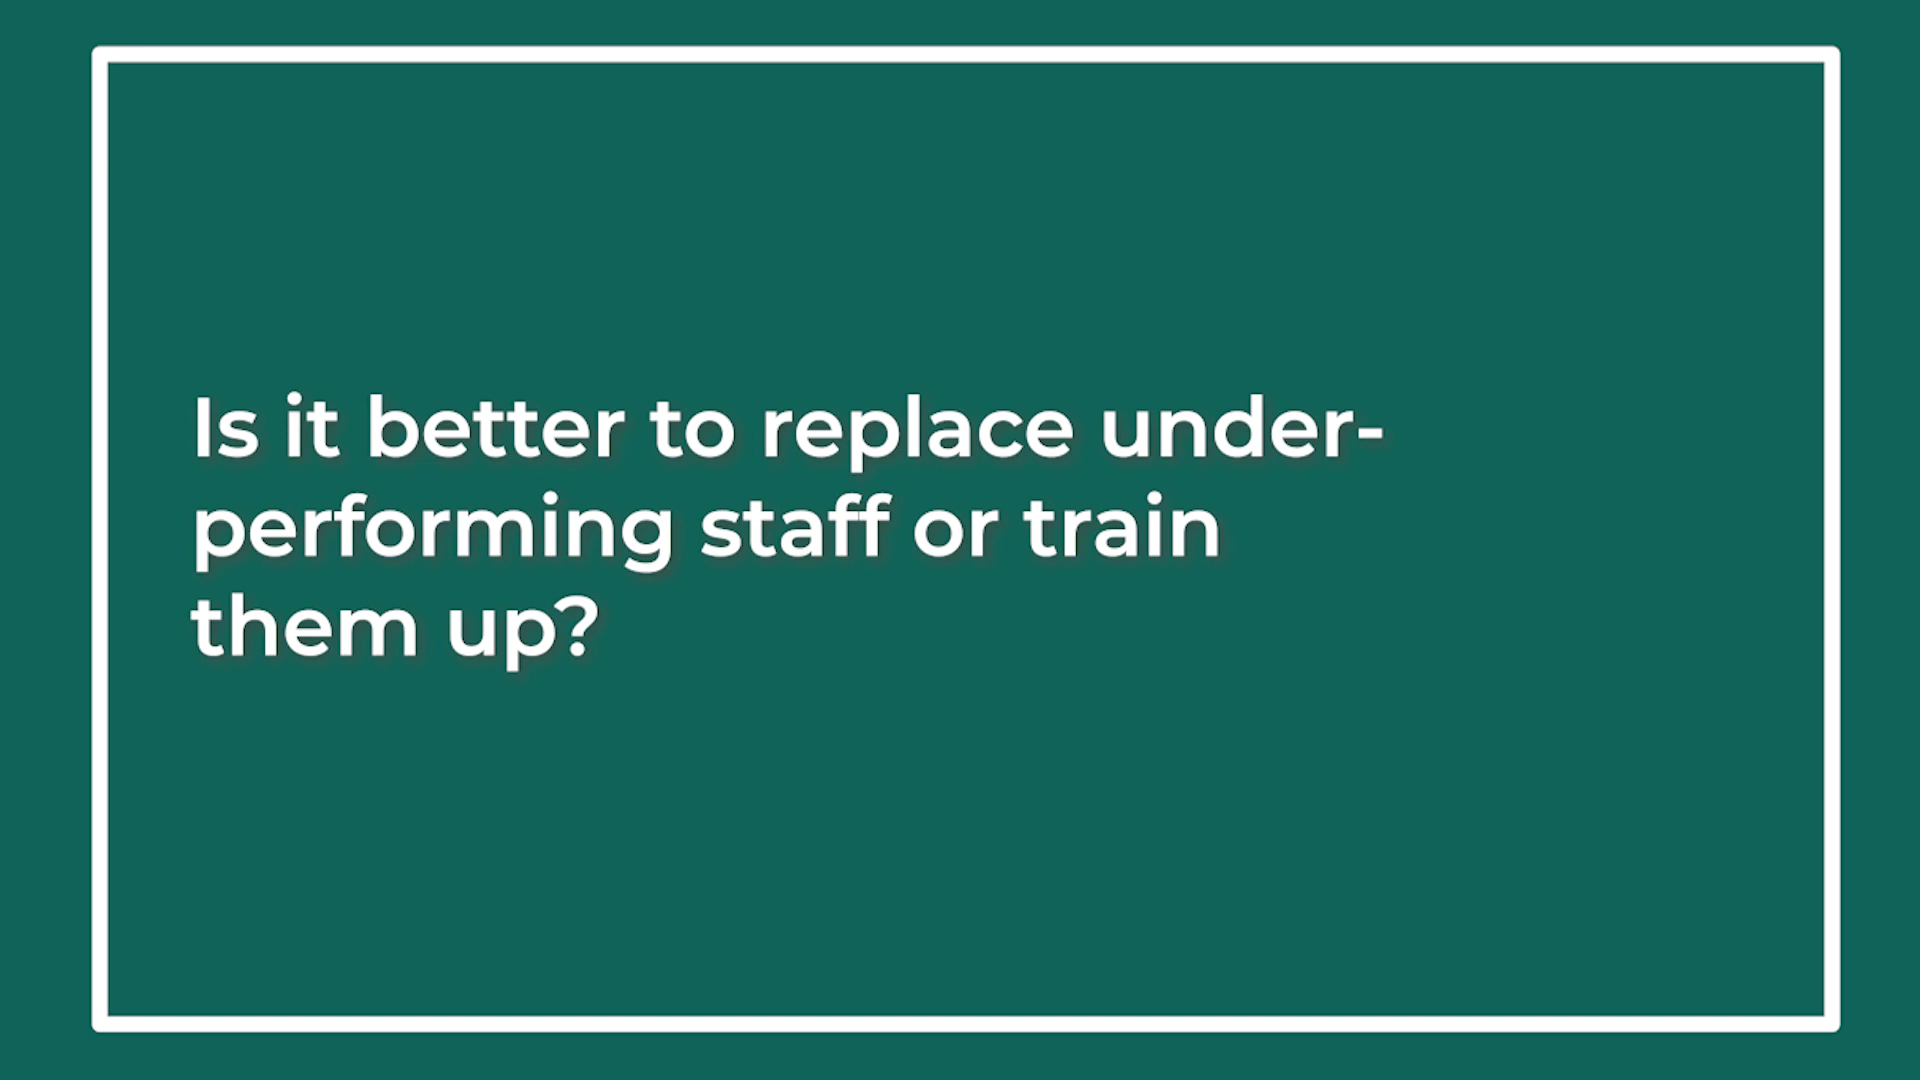 Is it better to replace under-
performing staff or train
them up?